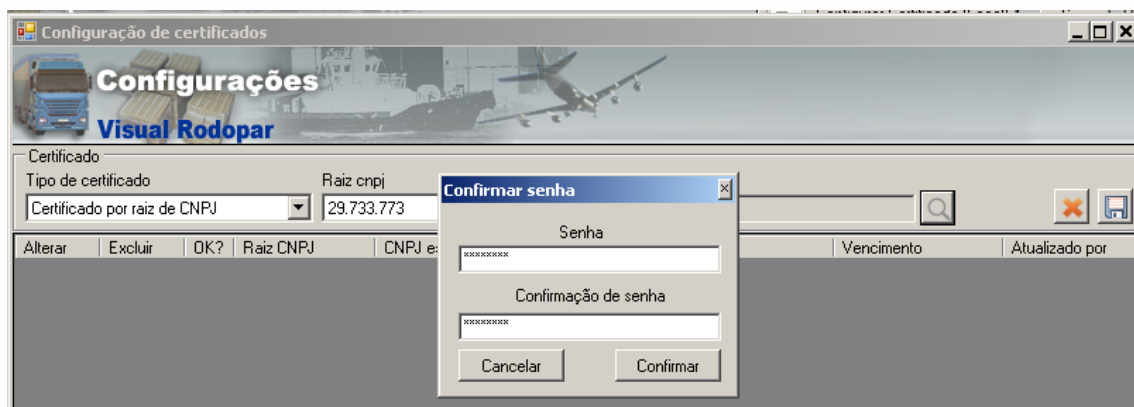 Configuração de certificados
Configurações
Visual Rodopar
Certificado
Tipo de certificado
Raiz cnpj
Certificado por raiz de CNPJ
29.733.773
Confirmar senha
Senha
××××××××
Confirmação de senha
××××××××
Cancelar
Confirmar
Alterar
Excluir
OK?
Raiz CNPJ
CNPJ
Vencimento
Atualizado por